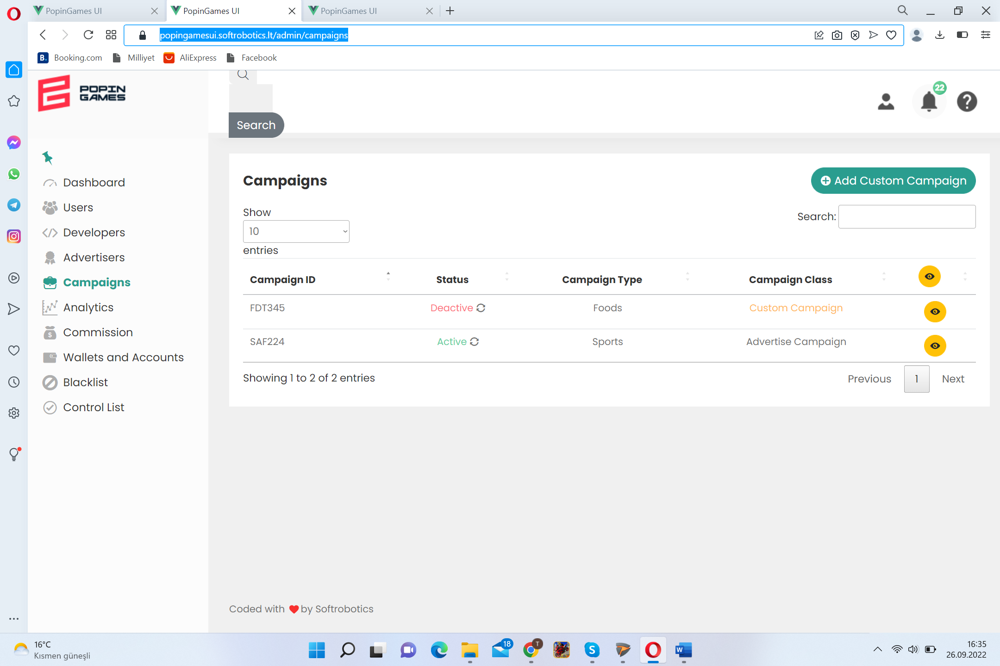 PopinGames UI
PopinGames UI
PopinGames UI
popingamesui.softrobotics.lt/admin/campaigns
B. Booking.com
Milliyet
AliExpress
Facebook
POPIN
GAMES
22
Search
Dashboard
Users
Developers
Advertisers
Campaigns
Analytics
Commission
Wallets and Accounts
Blacklist
Control List
Campaigns
Add Custom Campaign
Show
10
entries
Search:
Campaign ID Status Campaign Type Campaign Class
FDT345 Deactive Foods Custom Campaign
SAF224 Active Sports Advertise Campaign
Showing 1 to 2 of 2 entries
Previous 1 Next
Coded with by Softrobotics
16°C
Kısmen güneşli
18
T
S
W
16:35
26.09.2022